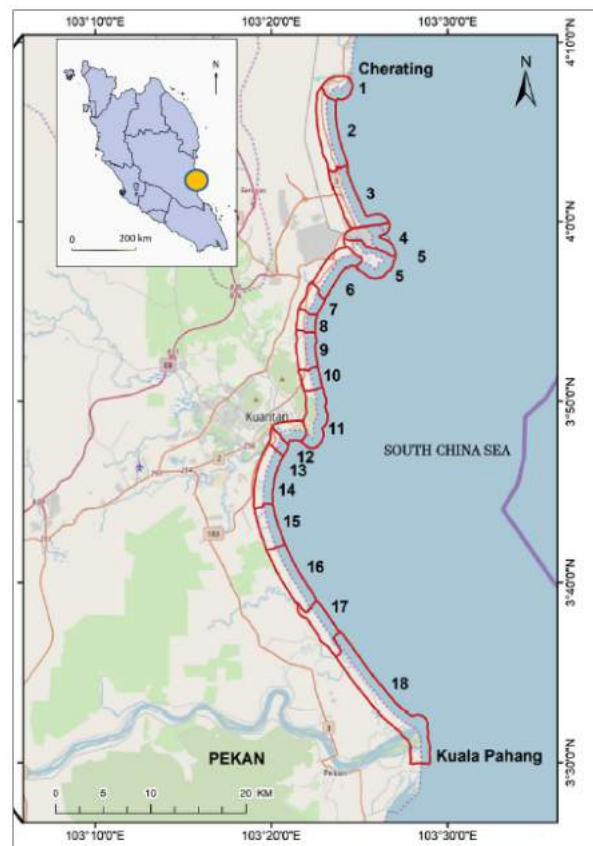 103°10'0"E 103°20'0"E 103°30'0"E
4°10'0"N
Cherating
N
1
2
3
4
5
5
6
7
8
9
10
11
12
13
14
15
16
17
18
0 200 km
4°0'0"N
3°50'0"N
Kuantan
SOUTH CHINA SEA
3°40'0"N
PEKAN
Pekan
Kuala Pahang
3°30'0"N
0 5 10 20 KM
103°10'0"E 103°20'0"E 103°30'0"E